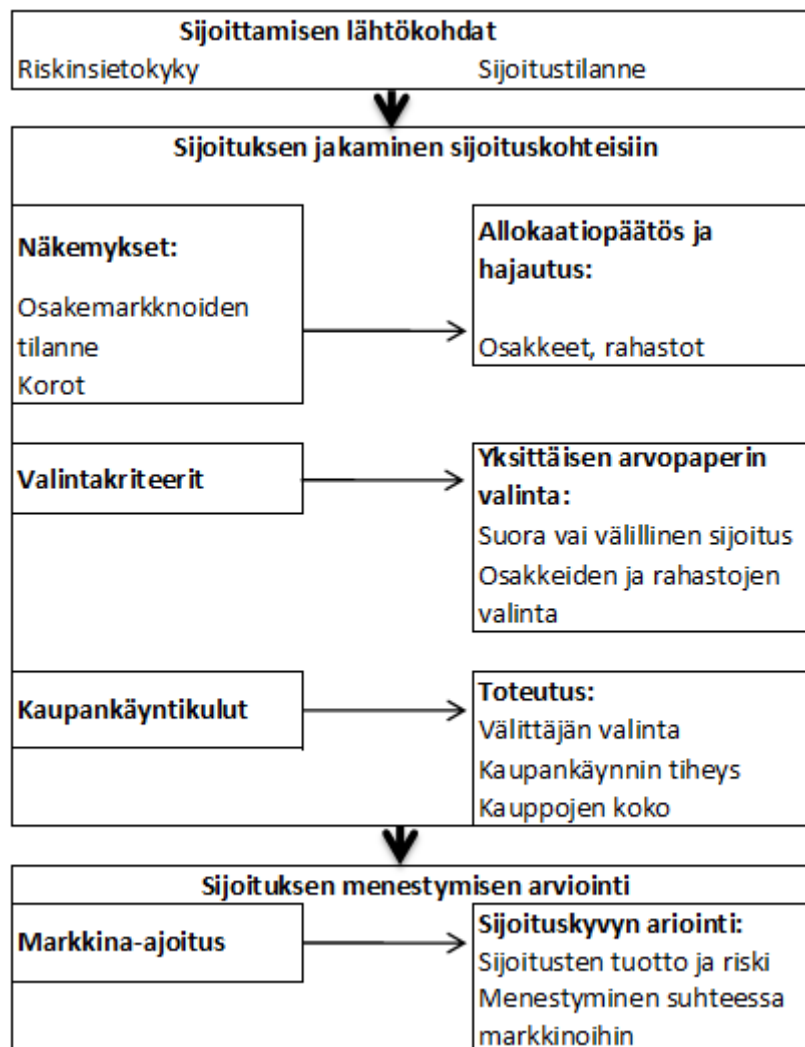 Sijoittamisen lähtökohdat
Riskinsietokyky Sijoitustilanne
Sijoituksen jakaminen sijoituskohteisiin
Näkemykset:
Osakemarkknoiden
tilanne
Korot
Allokaatiopäätös ja
hajautus:
Osakkeet, rahastot
Valintakriteerit
Yksittäisen arvopaperin
valinta:
Suora vai välillinen sijoitus
Osakkeiden ja rahastojen
valinta
Kaupankäyntikulut
Toteutus:
Välittäjän valinta
Kaupankäynnin tiheys
Kauppojen koko
Sijoituksen menestymisen arviointi
Markkina-ajoitus
Sijoituskyvyn ariointi:
Sijoitusten tuotto ja riski
Menestyminen suhteessa
markkinoihin